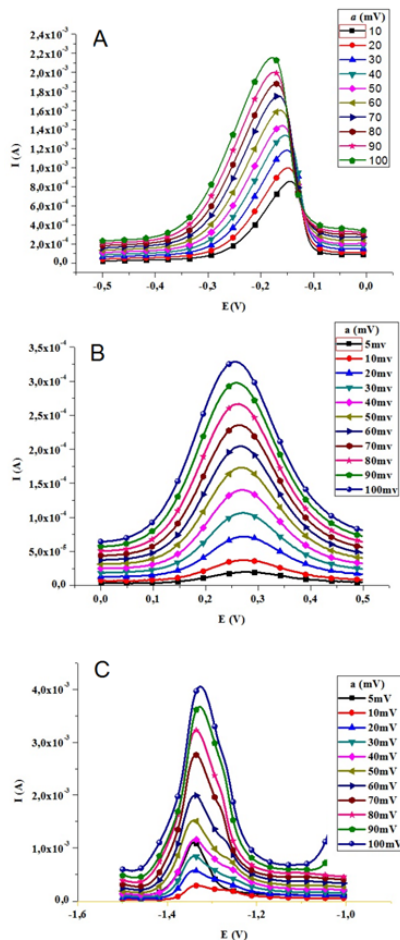 A
I (A)
2,4x10⁻³
2,2x10⁻³
2,0x10⁻³
1,8x10⁻³
1,6x10⁻³
1,4x10⁻³
1,2x10⁻³
1,0x10⁻³
8,0x10⁻⁴
6,0x10⁻⁴
4,0x10⁻⁴
2,0x10⁻⁴
0,0
-0,5
-0,4
-0,3
-0,2
-0,1
0,0
E (V)
a (mV)
10
20
30
40
50
60
70
80
90
100
B
I (A)
3,5x10⁻⁴
3,0x10⁻⁴
2,5x10⁻⁴
2,0x10⁻⁴
1,5x10⁻⁴
1,0x10⁻⁴
5,0x10⁻⁵
0,0
0,0
0,1
0,2
0,3
0,4
0,5
E (V)
a (mV)
5mv
10mv
20mv
30mv
40mv
50mv
60mv
70mv
80mv
90mv
100mv
C
I (A)
4,0x10⁻³
3,0x10⁻³
2,0x10⁻³
1,0x10⁻³
0,0
-1,6
-1,4
-1,2
-1,0
E (V)
a (mV)
5mV
10mV
20mV
30mV
40mV
50mV
60mV
70mV
80mV
90mV
100mV